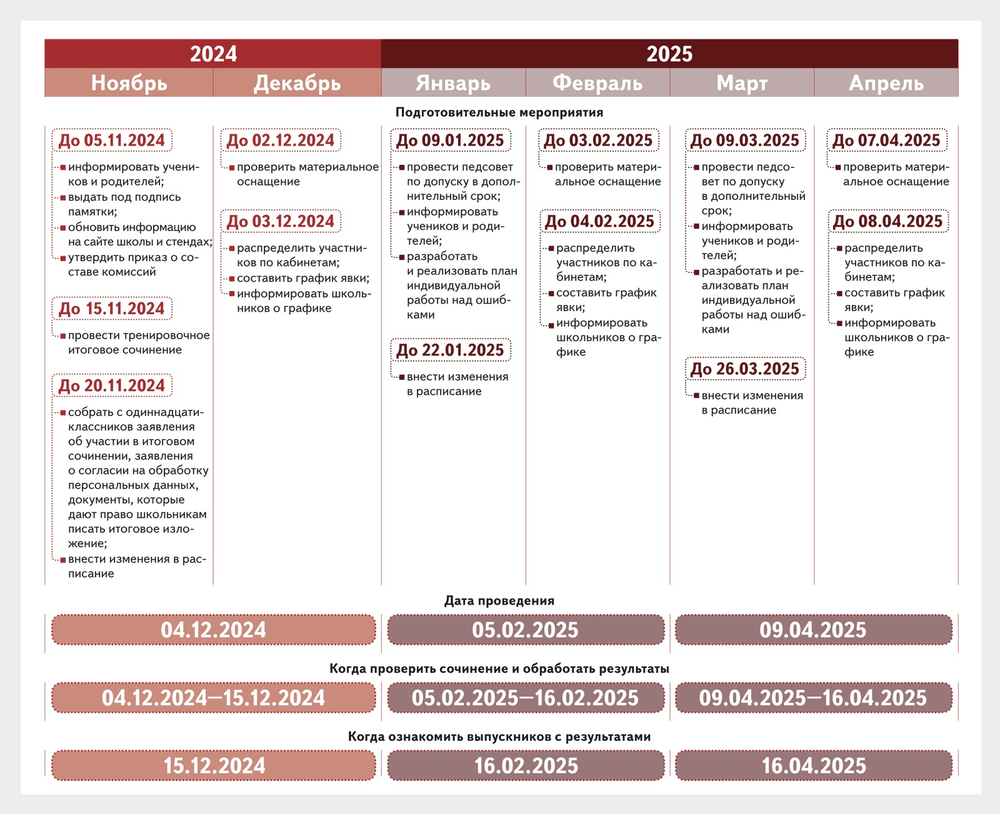 2024
2025
Ноябрь
Декабрь
Январь
Февраль
Март
Апрель
Подготовительные мероприятия
До 05.11.2024
информировать учени-
ков и родителей;
выдать под подпись
памятки;
обновить информацию
на сайте школы и стендах;
утвердить приказ о со-
ставе комиссий
До 15.11.2024
провести тренировочное
итоговое сочинение
До 20.11.2024
собрать с одиннадцати-
классников заявления
об участии в итоговом
сочинении, заявления
о согласии на обработку
персональных данных,
документы, которые
дают право школьникам
писать итоговое изло-
жение;
внести изменения в рас-
писание
До 02.12.2024
проверить материальное
оснащение
До 03.12.2024
распределить участни-
ков по кабинетам;
составить график явки;
информировать школь-
ников о графике
До 09.01.2025
провести педсовет
по допуску в допол-
нительный срок;
информировать
учеников и роди-
телей;
разработать
и реализовать план
индивидуальной
работы над ошиб-
ками
До 22.01.2025
внести изменения
в расписание
До 03.02.2025
проверить матери-
альное оснащение
До 04.02.2025
распределить
участников по ка-
бинетам;
составить график
явки;
информировать
школьников о гра-
фике
До 09.03.2025
провести педсо-
вет по допуску
в дополнительный
срок;
информировать
учеников и роди-
телей;
разработать и ре-
ализовать план
индивидуальной
работы над ошиб-
ками
До 26.03.2025
внести изменения
в расписание
До 07.04.2025
проверить матери-
альное оснащение
До 08.04.2025
распределить
участников по ка-
бинетам;
составить график
явки;
информировать
школьников о гра-
фике
Дата проведения
04.12.2024
05.02.2025
09.04.2025
Когда проверить сочинение и обработать результаты
04.12.2024—15.12.2024
05.02.2025—16.02.2025
09.04.2025—16.04.2025
Когда ознакомить выпускников с результатами
15.12.2024
16.02.2025
16.04.2025